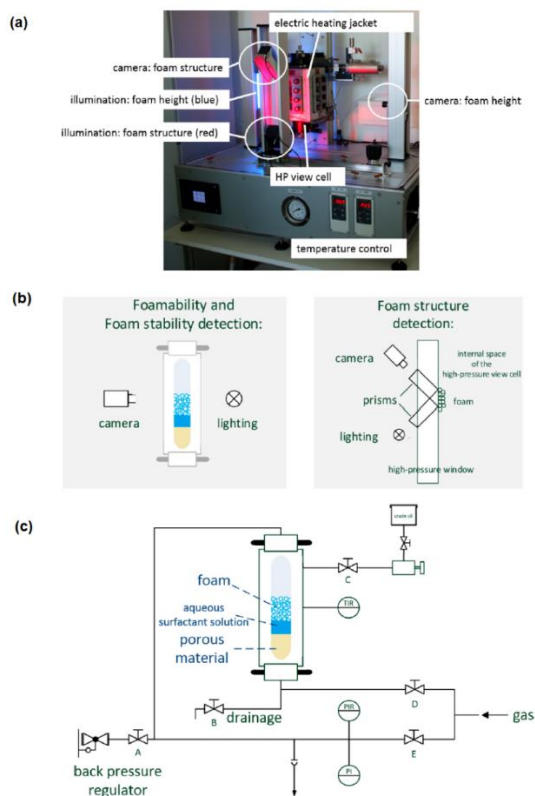 (a)
electric heating jacket
camera: foam structure
illumination: foam height (blue)
camera: foam height
illumination: foam structure (red)
HP view cell
temperature control
(b)
Foamability and
Foam stability detection:
camera
lighting
Foam structure
detection:
camera
internal space
of the
high-pressure view cell
prisms
foam
lighting
high-pressure window
(c)
crude oil
C
foam
TIR
aqueous
surfactant solution
porous
material
B
drainage
PIR
D
gas
A
E
back pressure
regulator
PI